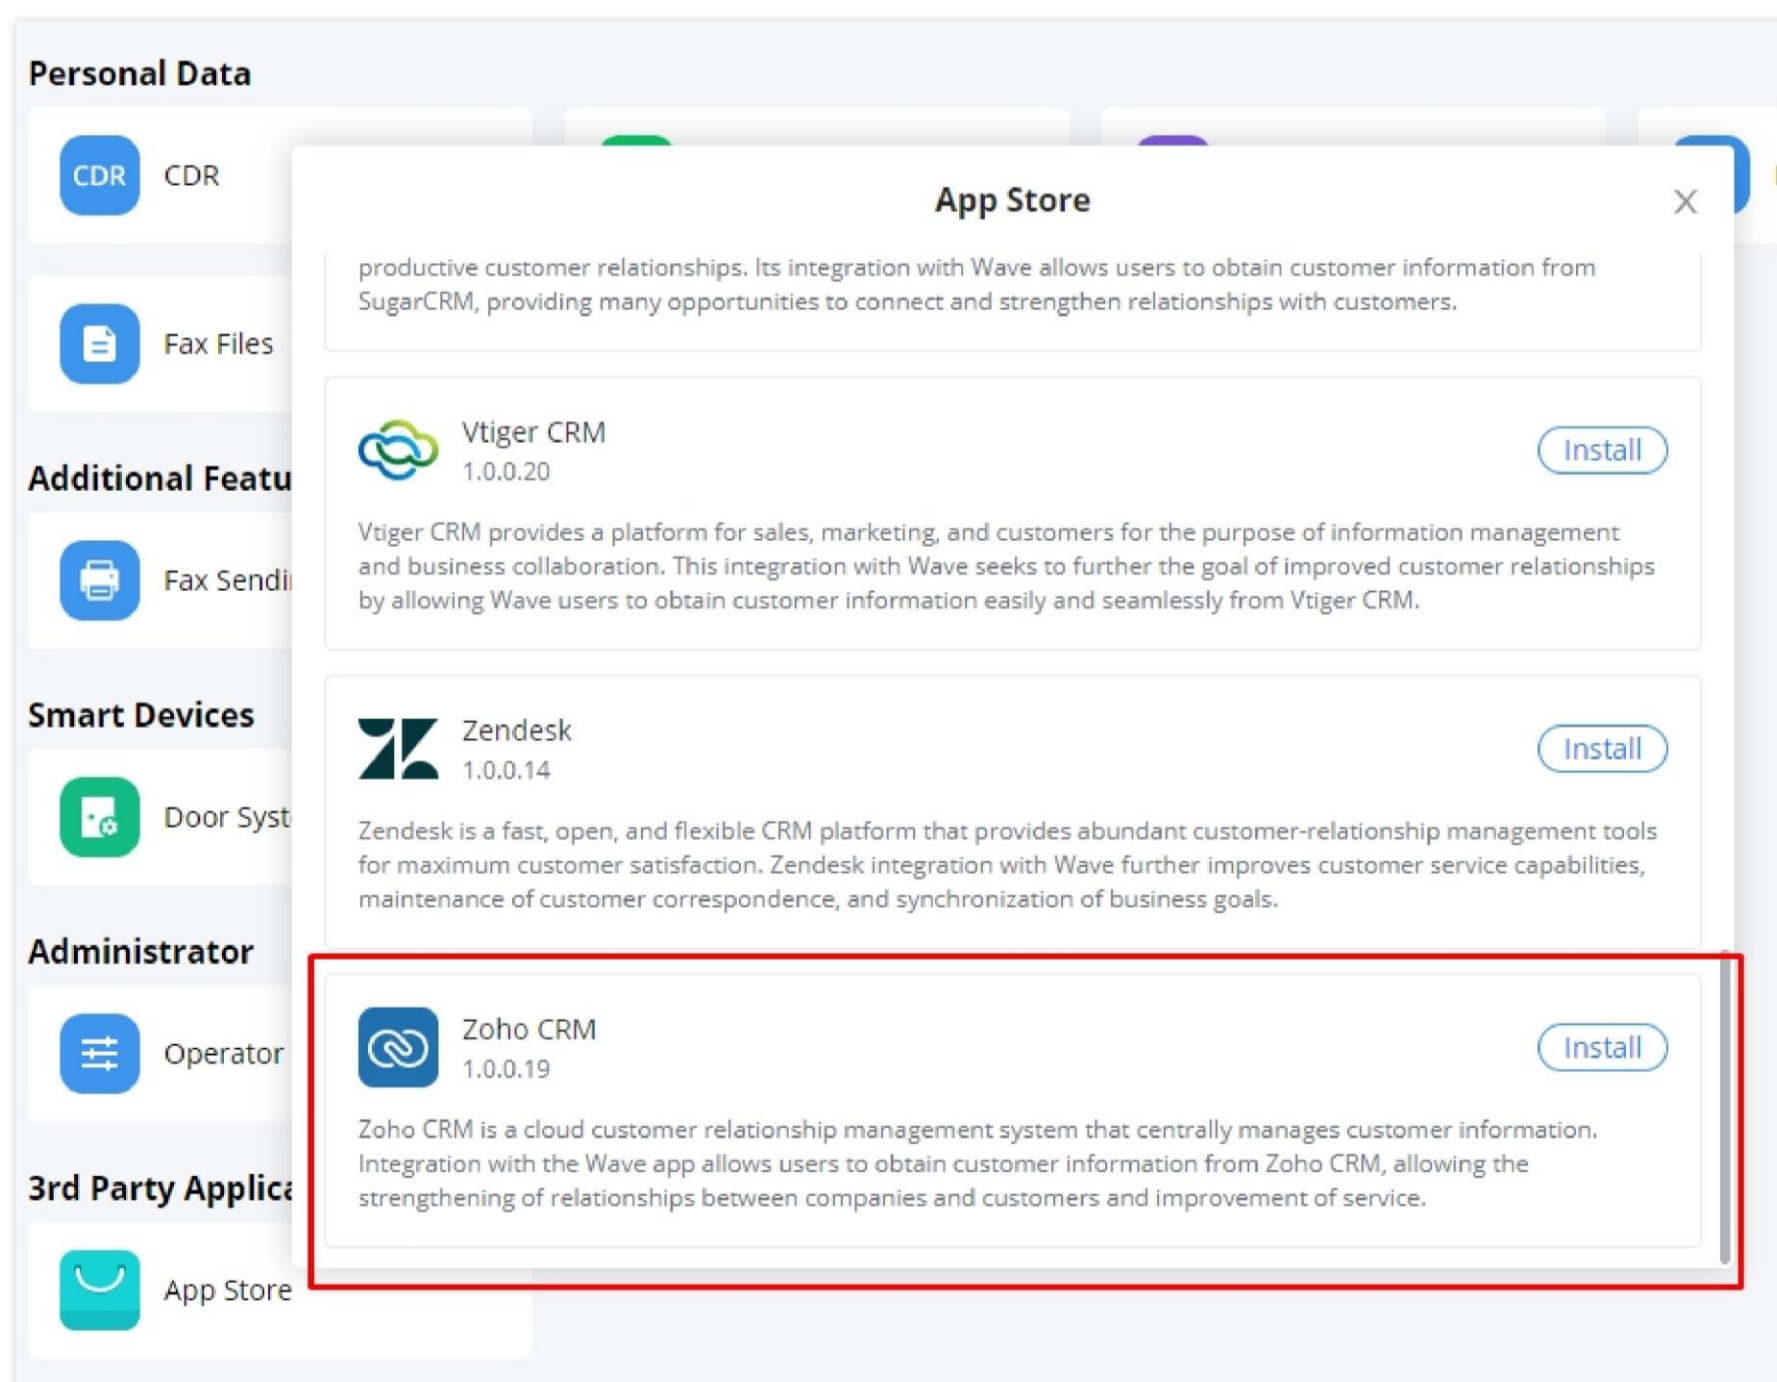 Personal Data
CDR
CDR
Fax Files
Additional Featu
Fax Sendi
Smart Devices
Door Syst
Administrator
Operator
3rd Party Applica
App Store
App Store
X
productive customer relationships. Its integration with Wave allows users to obtain customer information from
SugarCRM, providing many opportunities to connect and strengthen relationships with customers.
Vtiger CRM
1.0.0.20
Install
Vtiger CRM provides a platform for sales, marketing, and customers for the purpose of information management
and business collaboration. This integration with Wave seeks to further the goal of improved customer relationships
by allowing Wave users to obtain customer information easily and seamlessly from Vtiger CRM.
Zendesk
1.0.0.14
Install
Zendesk is a fast, open, and flexible CRM platform that provides abundant customer-relationship management tools
for maximum customer satisfaction. Zendesk integration with Wave further improves customer service capabilities,
maintenance of customer correspondence, and synchronization of business goals.
Zoho CRM
1.0.0.19
Install
Zoho CRM is a cloud customer relationship management system that centrally manages customer information.
Integration with the Wave app allows users to obtain customer information from Zoho CRM, allowing the
strengthening of relationships between companies and customers and improvement of service.